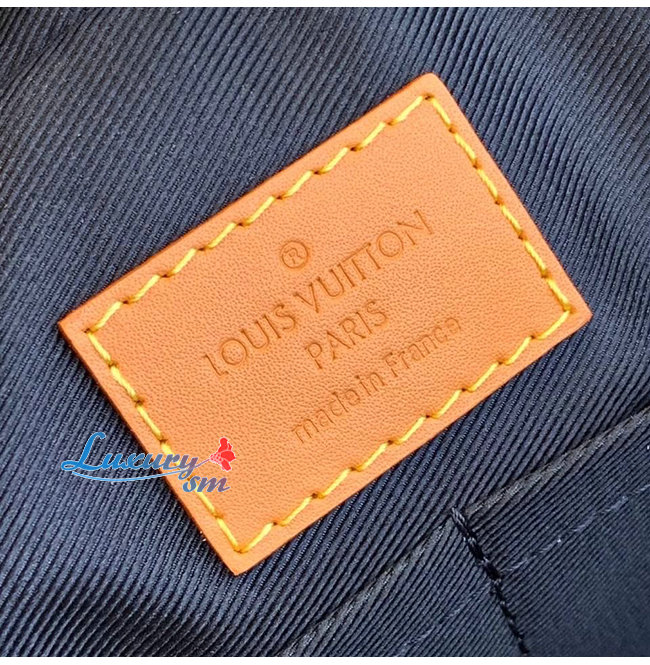 ®
LOUIS VUITTON
PARIS
made in France
Luxury
sm